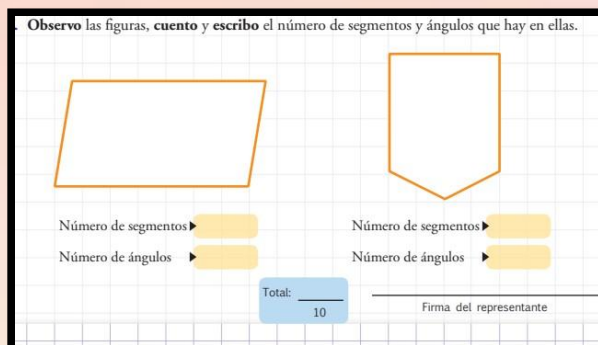 . Observo las figuras, cuento y escribo el número de segmentos y ángulos que hay en ellas.
Número de segmentos
Número de segmentos
Número de ángulos
Número de ángulos
Total: ____
10
Firma del representante